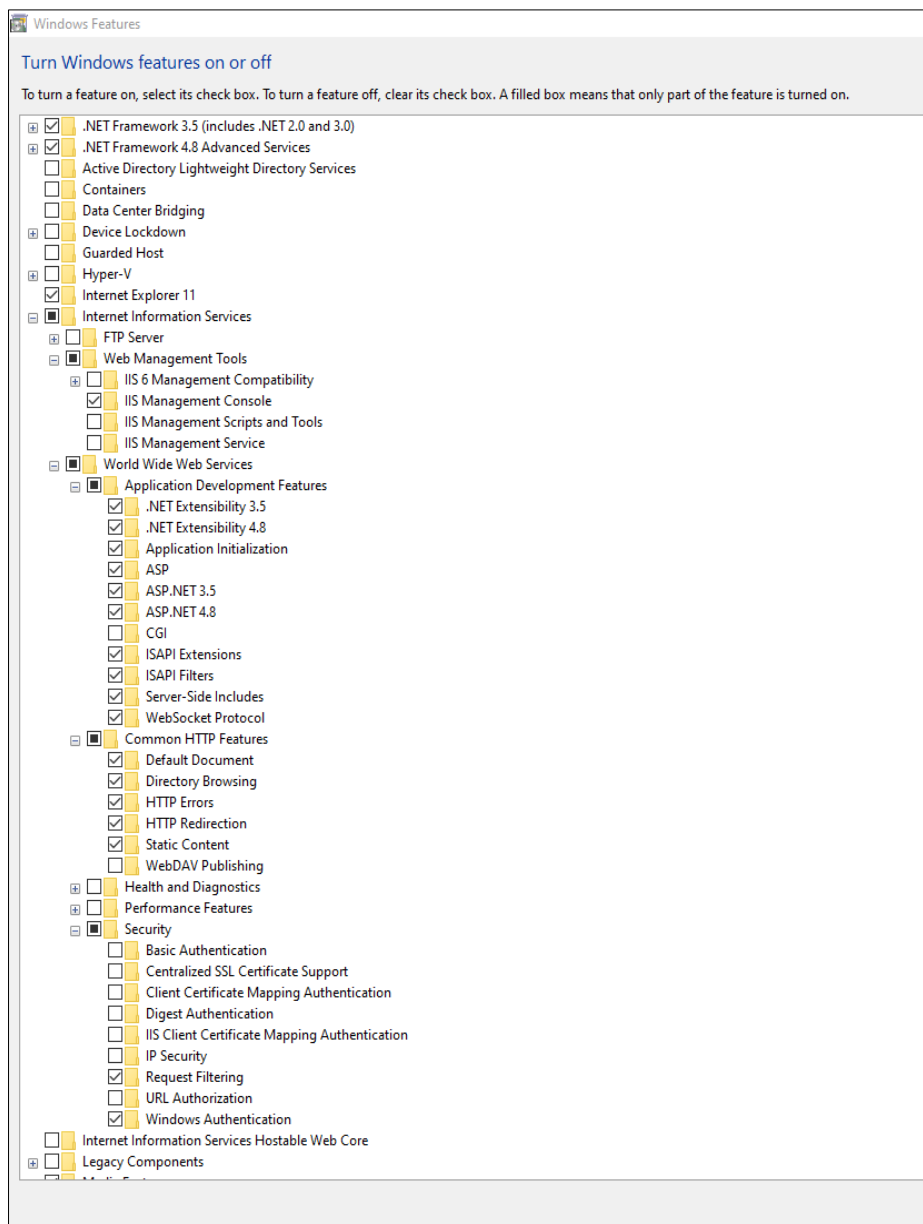 Windows Features
Turn Windows features on or off
To turn a feature on, select its check box. To turn a feature off, clear its check box. A filled box means that only part of the feature is turned on.
.NET Framework 3.5 (includes .NET 2.0 and 3.0)
.NET Framework 4.8 Advanced Services
Active Directory Lightweight Directory Services
Containers
Data Center Bridging
Device Lockdown
Guarded Host
Hyper-V
Internet Explorer 11
Internet Information Services
FTP Server
Web Management Tools
IIS 6 Management Compatibility
IIS Management Console
IIS Management Scripts and Tools
IIS Management Service
World Wide Web Services
Application Development Features
.NET Extensibility 3.5
.NET Extensibility 4.8
Application Initialization
ASP
ASP.NET 3.5
ASP.NET 4.8
CGI
ISAPI Extensions
ISAPI Filters
Server-Side Includes
WebSocket Protocol
Common HTTP Features
Default Document
Directory Browsing
HTTP Errors
HTTP Redirection
Static Content
WebDAV Publishing
Health and Diagnostics
Performance Features
Security
Basic Authentication
Centralized SSL Certificate Support
Client Certificate Mapping Authentication
Digest Authentication
IIS Client Certificate Mapping Authentication
IP Security
Request Filtering
URL Authorization
Windows Authentication
Internet Information Services Hostable Web Core
Legacy Components